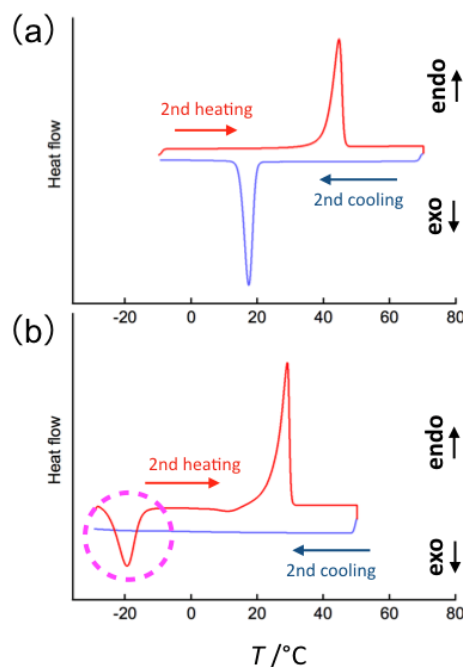 (a)
endo
2nd heating
Heat flow
2nd cooling
exo
-20 0 20 40 60 80
(b)
endo
2nd heating
Heat flow
2nd cooling
exo
-20 0 20 40 60 80
T /°C